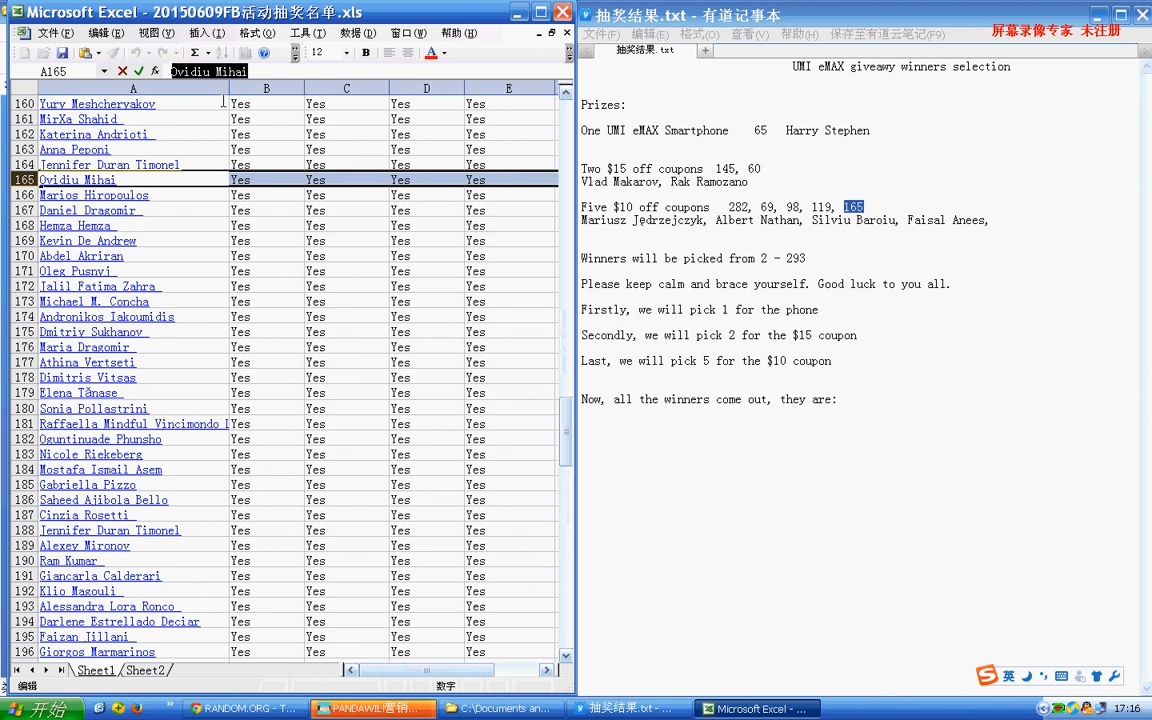 Microsoft Excel - 20150609FB活动抽奖名单.xls
文件(F) 编辑(E) 视图(V) 插入(I) 格式(O) 工具(T) 数据(D) 窗口(W) 帮助(H)
12 B A
A165 fx Ovidiu Mihai
A B C D E
160 Yury Meshcheryakov Yes Yes Yes Yes
161 MirXa Shahid Yes Yes Yes Yes
162 Katerina Andrioti Yes Yes Yes Yes
163 Anna Peponi Yes Yes Yes Yes
164 Jennifer Duran Timonel Yes Yes Yes Yes
165 Ovidiu Mihai Yes Yes Yes Yes
166 Marios Hiropoulos Yes Yes Yes Yes
167 Daniel Dragomir Yes Yes Yes Yes
168 Hemza Hemza Yes Yes Yes Yes
169 Kevin De Andrew Yes Yes Yes Yes
170 Abdel Akriran Yes Yes Yes Yes
171 Oleg Pusnyj Yes Yes Yes Yes
172 Jalil Fatima Zahra Yes Yes Yes Yes
173 Michael M. Concha Yes Yes Yes Yes
174 Andronikos Iakoumidis Yes Yes Yes Yes
175 Dmitriy Sukhanov Yes Yes Yes Yes
176 Maria Dragomir Yes Yes Yes Yes
177 Athina Vertseti Yes Yes Yes Yes
178 Dimitris Vitsas Yes Yes Yes Yes
179 Elena Tănase Yes Yes Yes Yes
180 Sonia Pollastrini Yes Yes Yes Yes
181 Raffaella Mindful Vincimondo L Yes Yes Yes Yes
182 Oguntinuade Phunsho Yes Yes Yes Yes
183 Nicole Riekeberg Yes Yes Yes Yes
184 Mostafa Ismail Asem Yes Yes Yes Yes
185 Gabriella Pizzo Yes Yes Yes Yes
186 Saheed Ajibola Bello Yes Yes Yes Yes
187 Cinzia Rosetti Yes Yes Yes Yes
188 Jennifer Duran Timonel Yes Yes Yes Yes
189 Alexey Mironov Yes Yes Yes Yes
190 Ram Kumar Yes Yes Yes Yes
191 Giancarla Calderari Yes Yes Yes Yes
192 Klio Magouli Yes Yes Yes Yes
193 Alessandra Lora Ronco Yes Yes Yes Yes
194 Darlene Estrellado Deciar Yes Yes Yes Yes
195 Faizan Jillani Yes Yes Yes Yes
196 Giorgos Marmarinos Yes Yes Yes Yes
Sheet1 Sheet2
编辑 数字
抽奖结果.txt - 有道记事本
屏幕录像专家 未注册
文件(F) 编辑(E) 格式(O) 查看(V) 帮助(H) 保存至有道云笔记(F9)
抽奖结果.txt
UMI eMAX giveawy winners selection
Prizes:
One UMI eMAX Smartphone 65 Harry Stephen
Two $15 off coupons 145, 60
Vlad Makarov, Rak Ramozano
Five $10 off coupons 282, 69, 98, 119, 165
Mariusz Jędrzejczyk, Albert Nathan, Silviu Baroiu, Faisal Anees,
Winners will be picked from 2 - 293
Please keep calm and brace yourself. Good luck to you all.
Firstly, we will pick 1 for the phone
Secondly, we will pick 2 for the $15 coupon
Last, we will pick 5 for the $10 coupon
Now, all the winners come out, they are:
英
开始 RANDOM.ORG - T... PANDAWILL营销... C:\Documents an... 抽奖结果.txt -... Microsoft Excel - ... 17:16